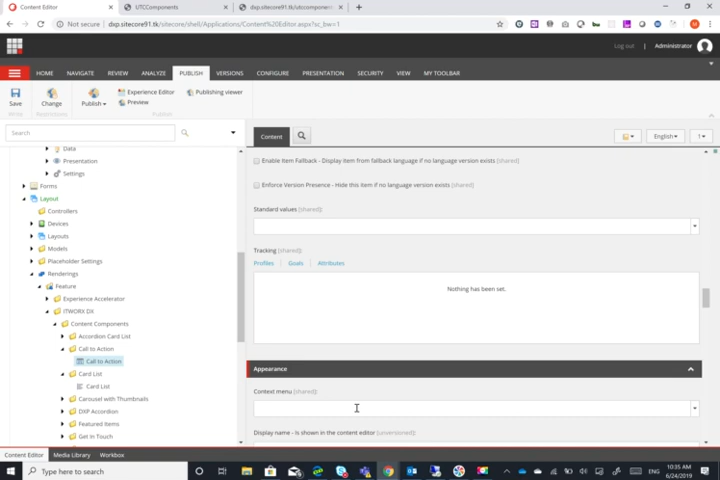 Content Editor
UTCComponents
dxp.sitecore91.tk/utccomponents
Not secure
dxp.sitecore91.tk/sitecore/shell/Applications/Content%20Editor.aspx?sc_bw=1
Log out
Administrator
HOME
NAVIGATE
REVIEW
ANALYZE
PUBLISH
VERSIONS
CONFIGURE
PRESENTATION
SECURITY
VIEW
MY TOOLBAR
Save
Change
Publish
Experience Editor
Preview
Publishing viewer
Write
Restrictions
Publish
Search
Content
English
1
Data
Presentation
Settings
Forms
Layout
Controllers
Devices
Layouts
Models
Placeholder Settings
Renderings
Feature
Experience Accelerator
ITWORX DX
Content Components
Accordion Card List
Call to Action
Call to Action
Card List
Card List
Carousel with Thumbnails
DXP Accordion
Featured Items
Get In Touch
Enable Item Fallback - Display item from fallback language if no language version exists [shared]
Enforce Version Presence - Hide this item if no language version exists [shared]
Standard values [shared]:
Tracking [shared]:
Profiles
Goals
Attributes
Nothing has been set.
Appearance
Context menu [shared]:
Display name - Is shown in the content editor [unversioned]:
Content Editor
Media Library
Workbox
Type here to search
ENG
10:35 AM
6/24/2019